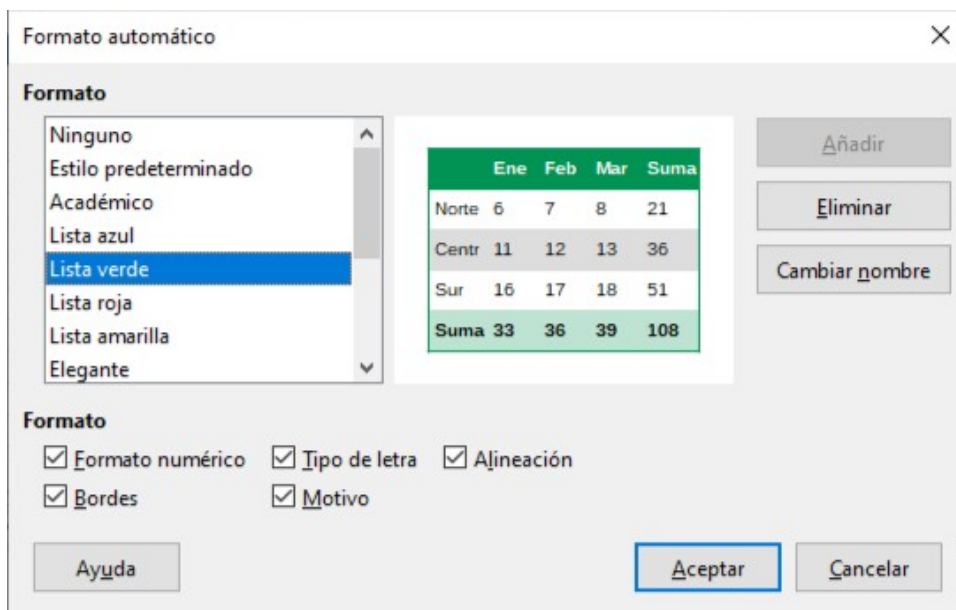 Formato automático
Formato
Ninguno
Estilo predeterminado
Académico
Lista azul
Lista verde
Lista roja
Lista amarilla
Elegante
Ene Feb Mar Suma
Norte 6 7 8 21
Centr 11 12 13 36
Sur 16 17 18 51
Suma 33 36 39 108
Añadir
Eliminar
Cambiar nombre
Formato
Formato numérico Tipo de letra Alineación
Bordes Motivo
Ayuda Aceptar Cancelar